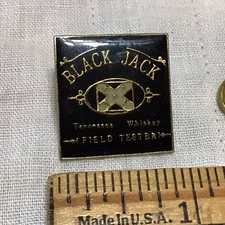 BLACK JACK
Tennessee Whiskey
FIELD TESTER
Made In U.S.A. 1